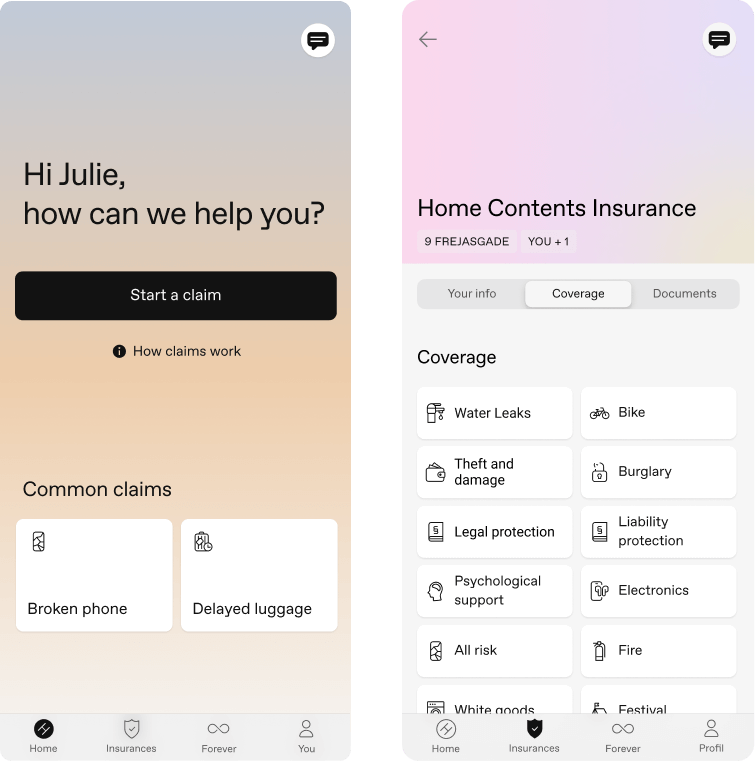 Hi Julie,
how can we help you?
Start a claim
How claims work
Common claims
Broken phone
Delayed luggage
Home
Insurances
Forever
You
Home Contents Insurance
9 FREJASGADE
YOU + 1
Your info
Coverage
Documents
Coverage
Water Leaks
Bike
Theft and
damage
Burglary
Legal protection
Liability
protection
Psychological
support
Electronics
All risk
Fire
White goods
Festival
Home
Insurances
Forever
Profil